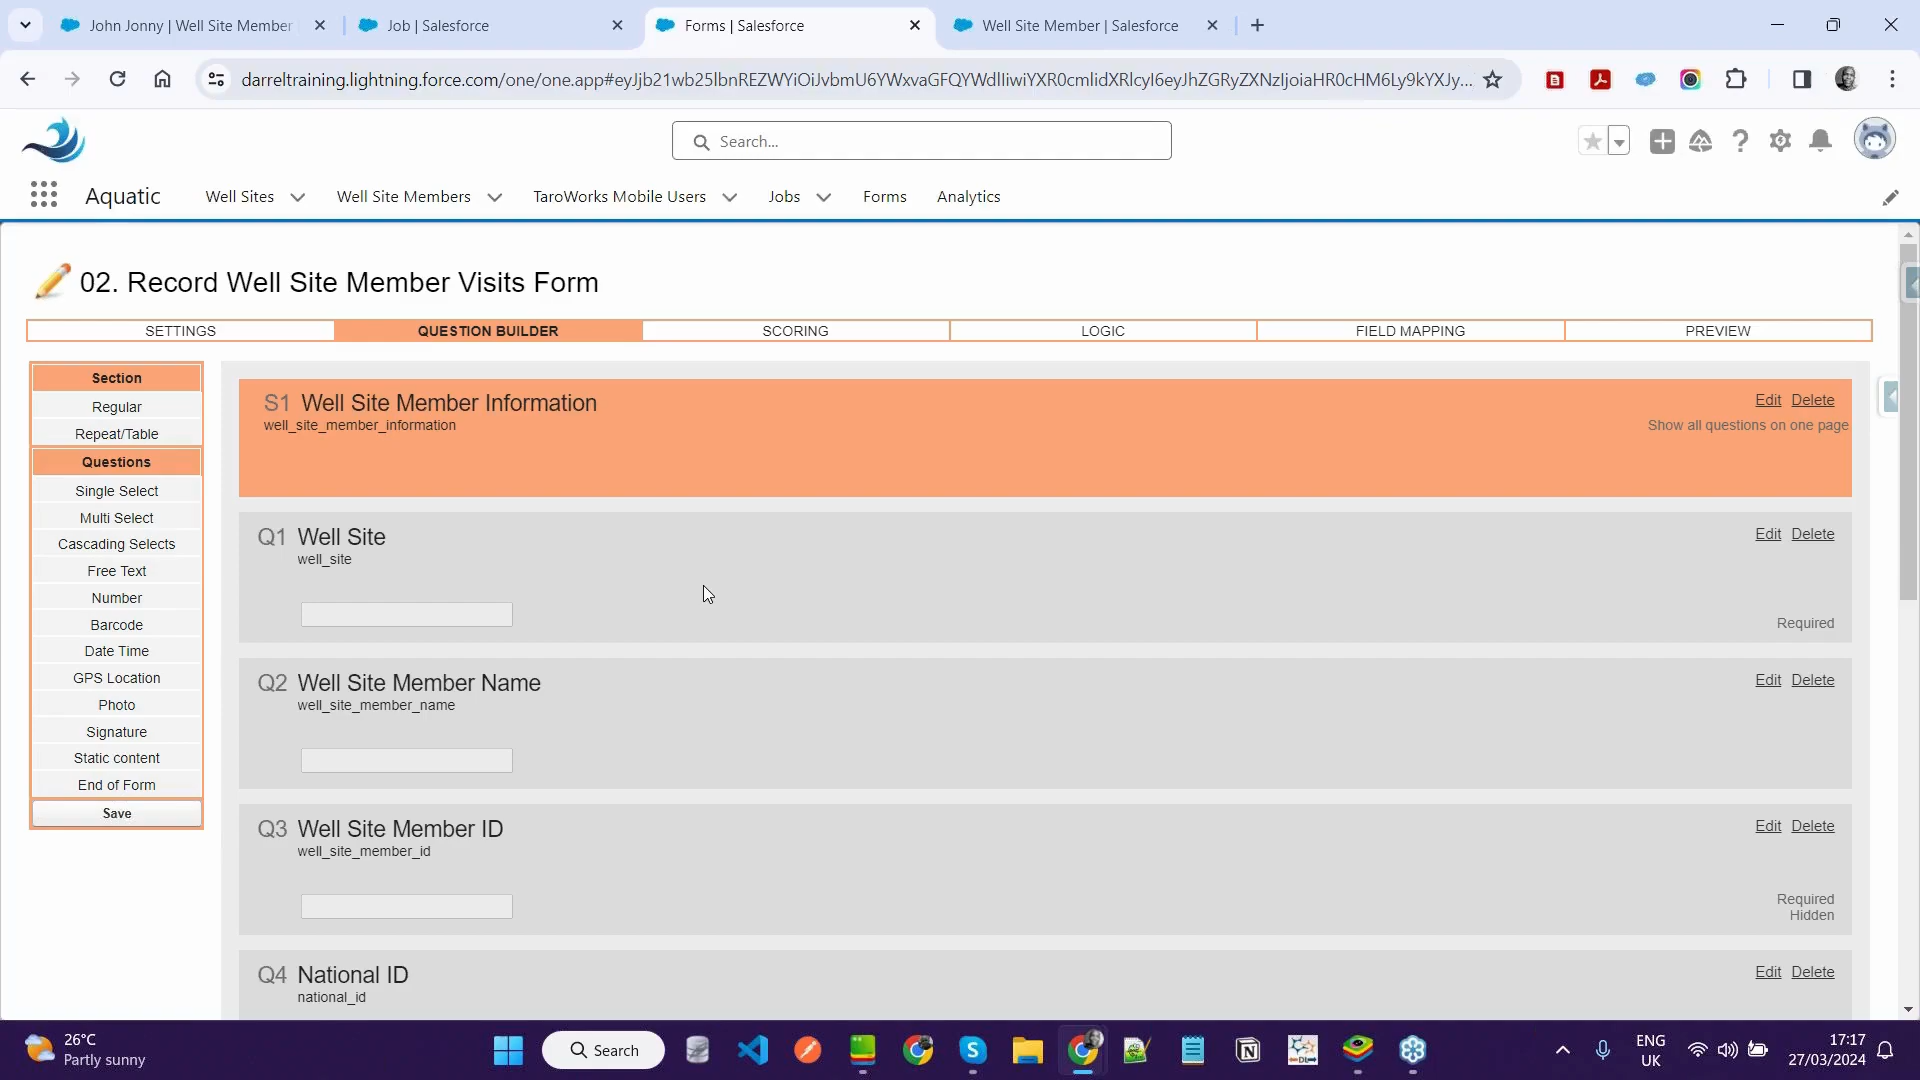 John Jonny | Well Site Member
Job | Salesforce
Forms | Salesforce
Well Site Member | Salesforce
darreltraining.lightning.force.com/one/one.app#eyJjb21wb25lbnREZWYiOiJvbmU6YWxvaGFQYWdlIiwiYXR0cmlidXRlcyI6eyJhZGRyZXNzIjoiaHR0cHM6Ly9kYXJy...
Search...
Aquatic
Well Sites
Well Site Members
TaroWorks Mobile Users
Jobs
Forms
Analytics
02. Record Well Site Member Visits Form
SETTINGS
QUESTION BUILDER
SCORING
LOGIC
FIELD MAPPING
PREVIEW
Section
Regular
Repeat/Table
Questions
Single Select
Multi Select
Cascading Selects
Free Text
Number
Barcode
Date Time
GPS Location
Photo
Signature
Static content
End of Form
Save
S1 Well Site Member Information
well_site_member_information
Edit Delete
Show all questions on one page
Q1 Well Site
well_site
Edit Delete
Required
Q2 Well Site Member Name
well_site_member_name
Edit Delete
Q3 Well Site Member ID
well_site_member_id
Edit Delete
Required
Hidden
Q4 National ID
national_id
Edit Delete
26°C
Partly sunny
Search
ENG
UK
17:17
27/03/2024